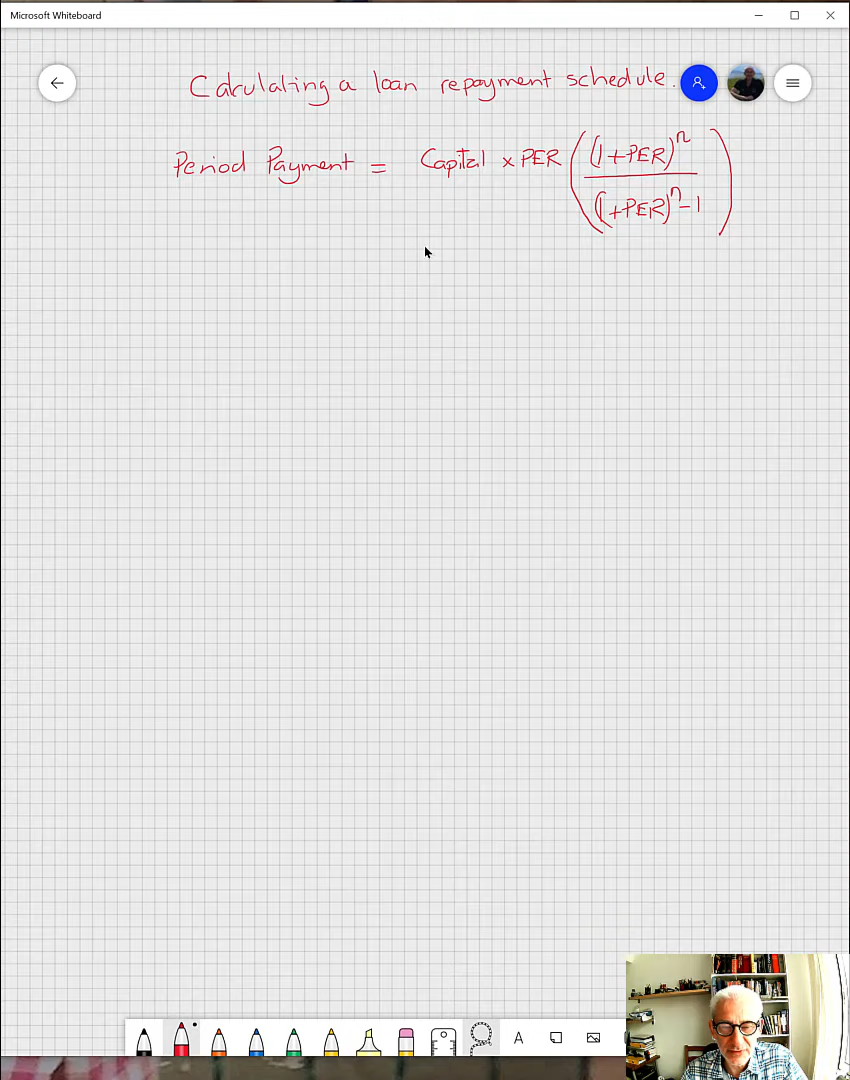 Microsoft Whiteboard
Calculating a loan repayment schedule.
Period Payment = Capital x PER ( (1+PER)^n / (1+PER)^n - 1 )
A